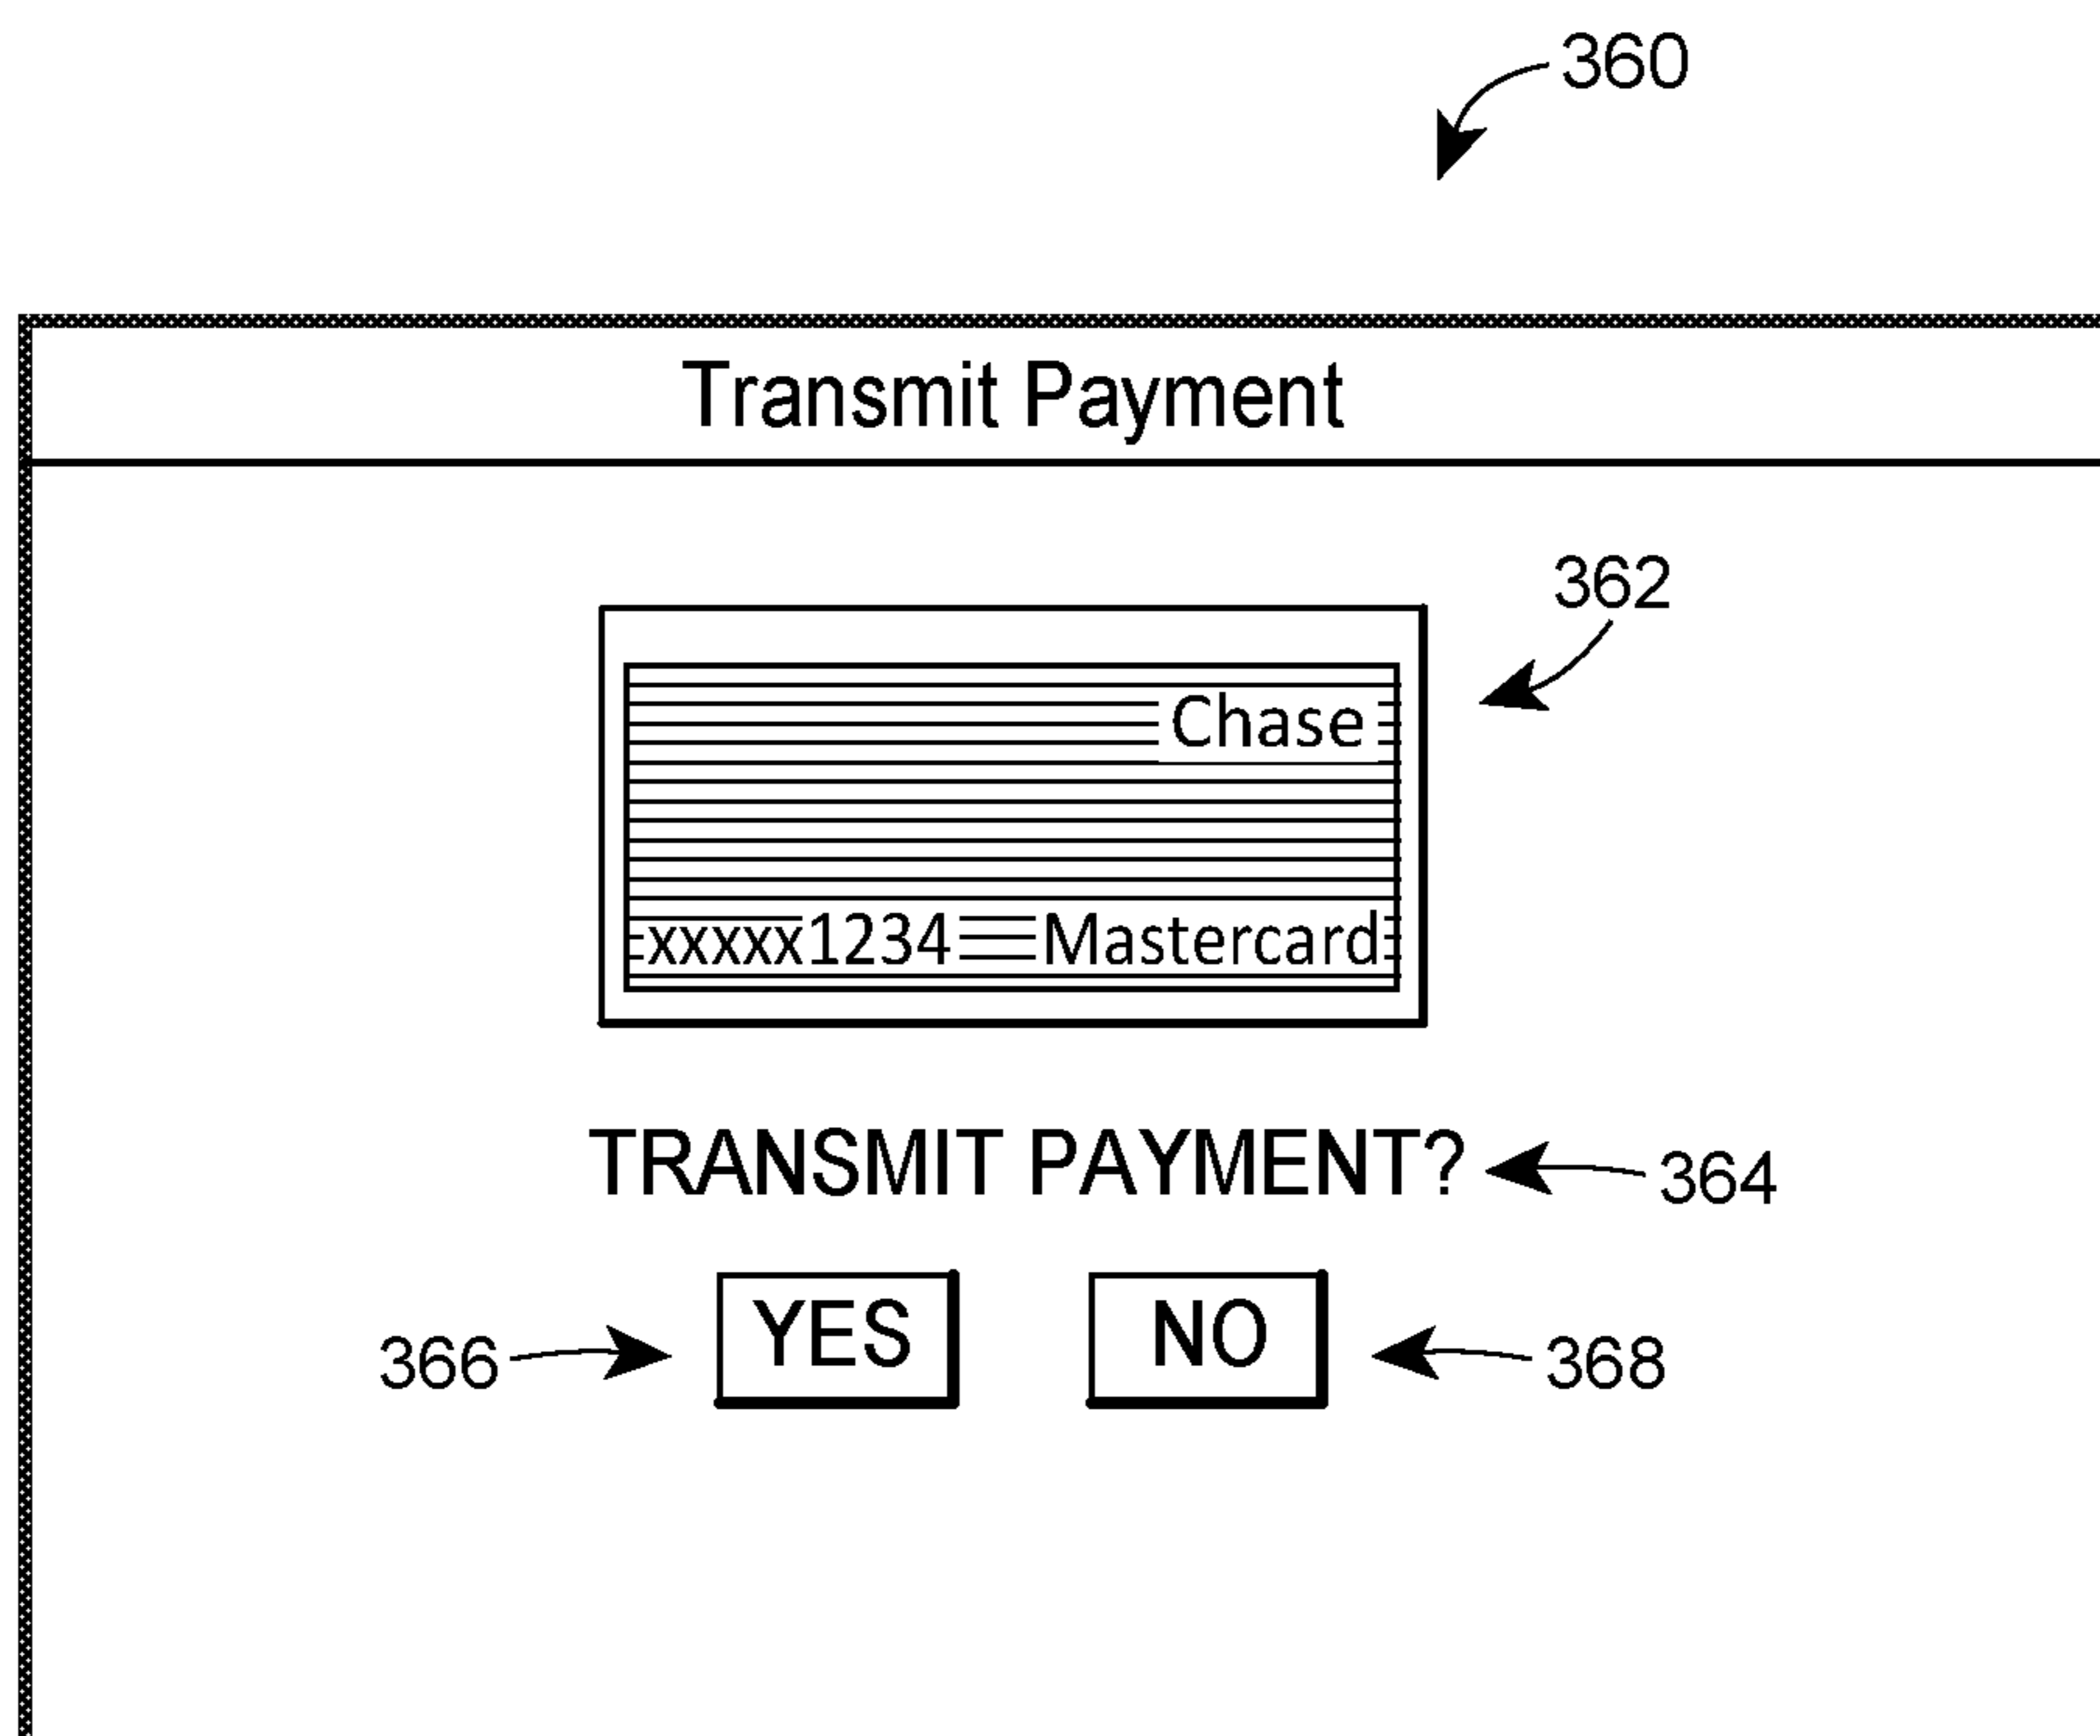 360
Transmit Payment
362
Chase
xxxxx1234 Mastercard
TRANSMIT PAYMENT? 364
366 YES NO 368